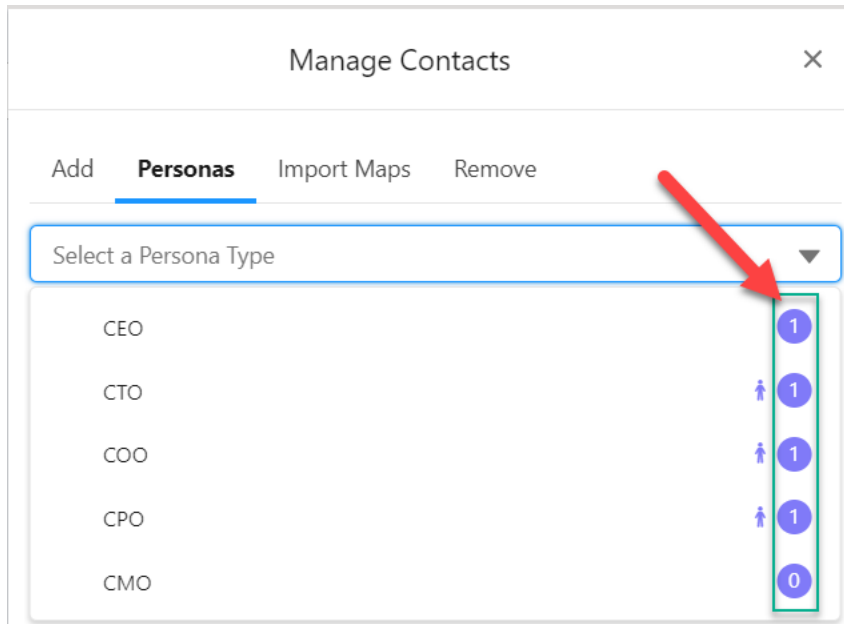 Manage Contacts
Add Personas Import Maps Remove
Select a Persona Type
CEO 1
CTO 1
COO 1
CPO 1
CMO 0